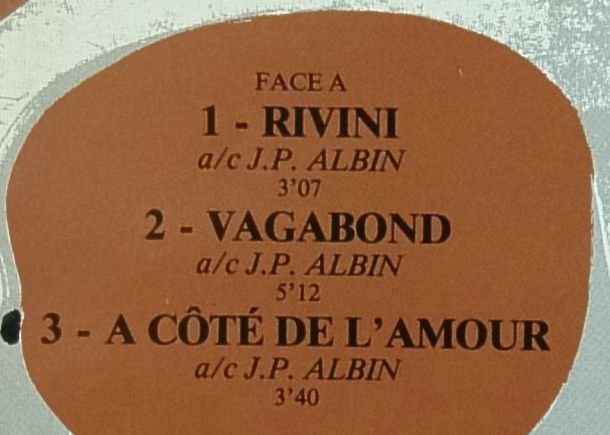 FACE A
1 - RIVINI
a/c J.P. ALBIN
3'07
2 - VAGABOND
a/c J.P. ALBIN
5'12
3 - A CÔTÉ DE L'AMOUR
a/c J.P. ALBIN
3'40